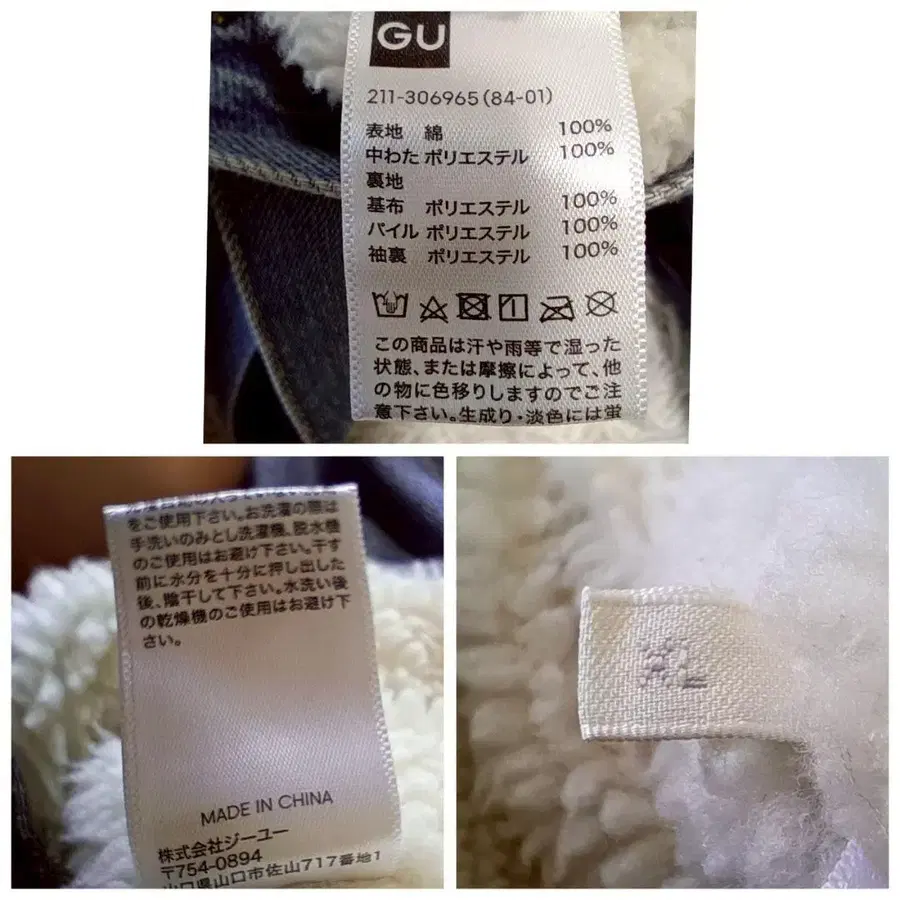 GU
211-306965(84-01)
表地 綿 100%
中わた ポリエステル 100%
裏地
基布 ポリエステル 100%
パイル ポリエステル 100%
袖裏 ポリエステル 100%
この商品は汗や雨等で湿った
状態、または摩擦によって、他
の物に色移りしますのでご注
意下さい。生成り・淡色には蛍
をご使用下さい。お洗濯の際は
手洗いのみとし洗濯機、脱水機
のご使用はお避け下さい。干す
前に水分を十分に押し出した
後、陰干して下さい。水洗い後
の乾燥機のご使用はお避け下
さい。
MADE IN CHINA
株式会社ジーユー
〒754-0894
山口県山口市佐山717番地1